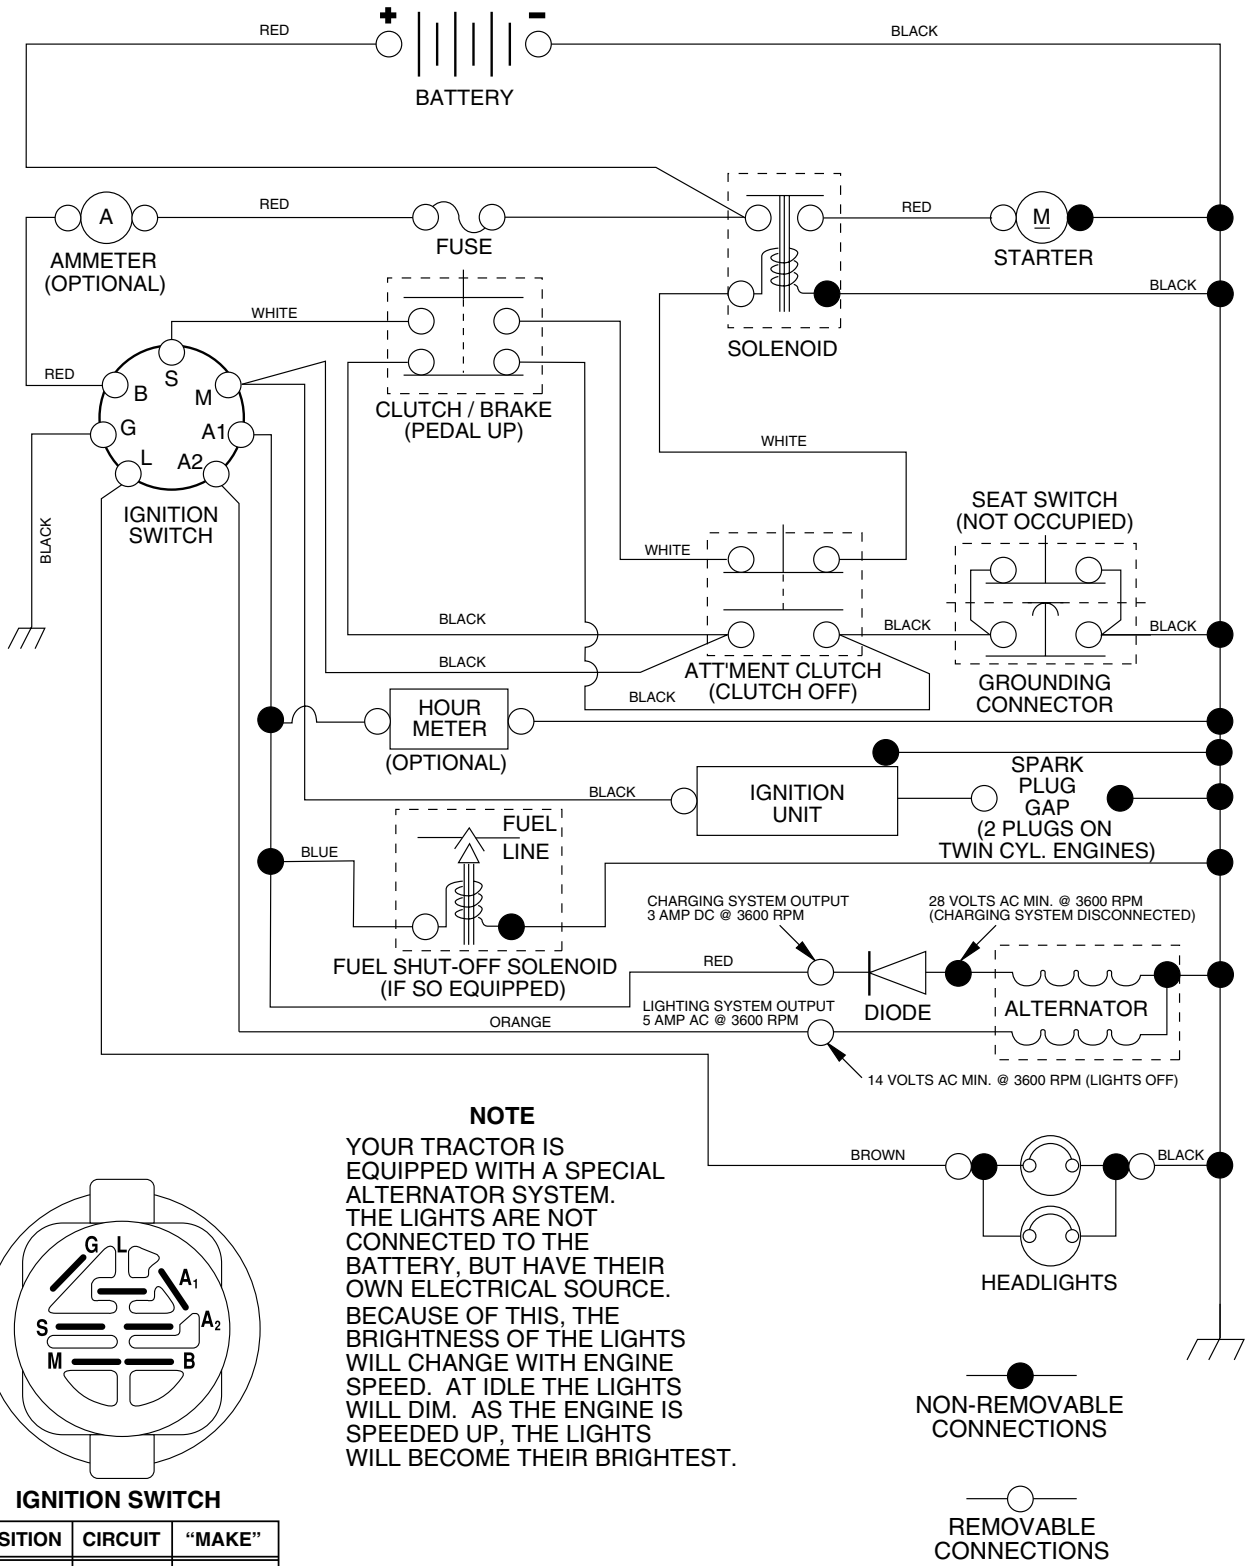 + -
RED
BLACK
BATTERY
A
RED
RED
M
AMMETER
(OPTIONAL)
FUSE
STARTER
BLACK
WHITE
SOLENOID
RED
S
B
M
CLUTCH / BRAKE
(PEDAL UP)
G
A1
L
A2
WHITE
IGNITION
SWITCH
BLACK
SEAT SWITCH
(NOT OCCUPIED)
WHITE
BLACK
BLACK
BLACK
BLACK
ATT'MENT CLUTCH
(CLUTCH OFF)
BLACK
GROUNDING
CONNECTOR
HOUR
METER
(OPTIONAL)
BLACK
IGNITION
UNIT
SPARK
PLUG
GAP
(2 PLUGS ON
TWIN CYL. ENGINES)
FUEL
LINE
BLUE
CHARGING SYSTEM OUTPUT
3 AMP DC @ 3600 RPM
28 VOLTS AC MIN. @ 3600 RPM
(CHARGING SYSTEM DISCONNECTED)
FUEL SHUT-OFF SOLENOID
(IF SO EQUIPPED)
RED
DIODE
ALTERNATOR
LIGHTING SYSTEM OUTPUT
5 AMP AC @ 3600 RPM
ORANGE
14 VOLTS AC MIN. @ 3600 RPM (LIGHTS OFF)
NOTE
YOUR TRACTOR IS
EQUIPPED WITH A SPECIAL
ALTERNATOR SYSTEM.
THE LIGHTS ARE NOT
CONNECTED TO THE
BATTERY, BUT HAVE THEIR
OWN ELECTRICAL SOURCE.
BECAUSE OF THIS, THE
BRIGHTNESS OF THE LIGHTS
WILL CHANGE WITH ENGINE
SPEED. AT IDLE THE LIGHTS
WILL DIM. AS THE ENGINE IS
SPEEDED UP, THE LIGHTS
WILL BECOME THEIR BRIGHTEST.
BROWN
BLACK
HEADLIGHTS
G L
A1
A2
S
M
B
IGNITION SWITCH
SITION CIRCUIT "MAKE"
NON-REMOVABLE
CONNECTIONS
REMOVABLE
CONNECTIONS